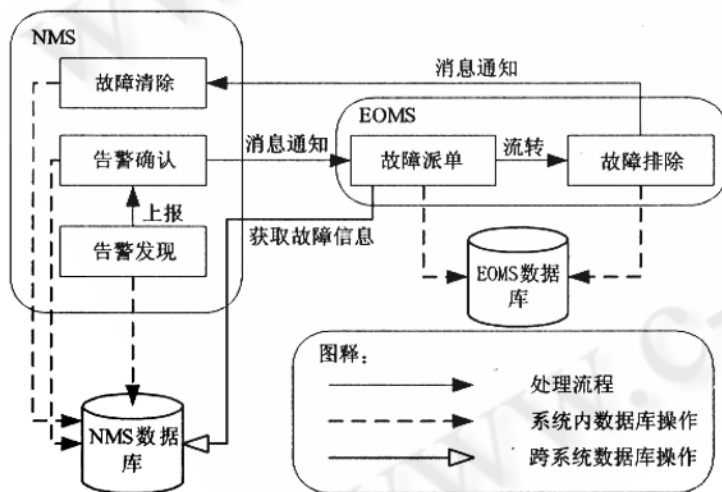 NMS
故障清除
消息通知
EOMS
告警确认
消息通知
故障派单
流转
故障排除
上报
获取故障信息
告警发现
EOMS数据
库
图释：
处理流程
NMS数据
库
系统内数据库操作
跨系统数据库操作